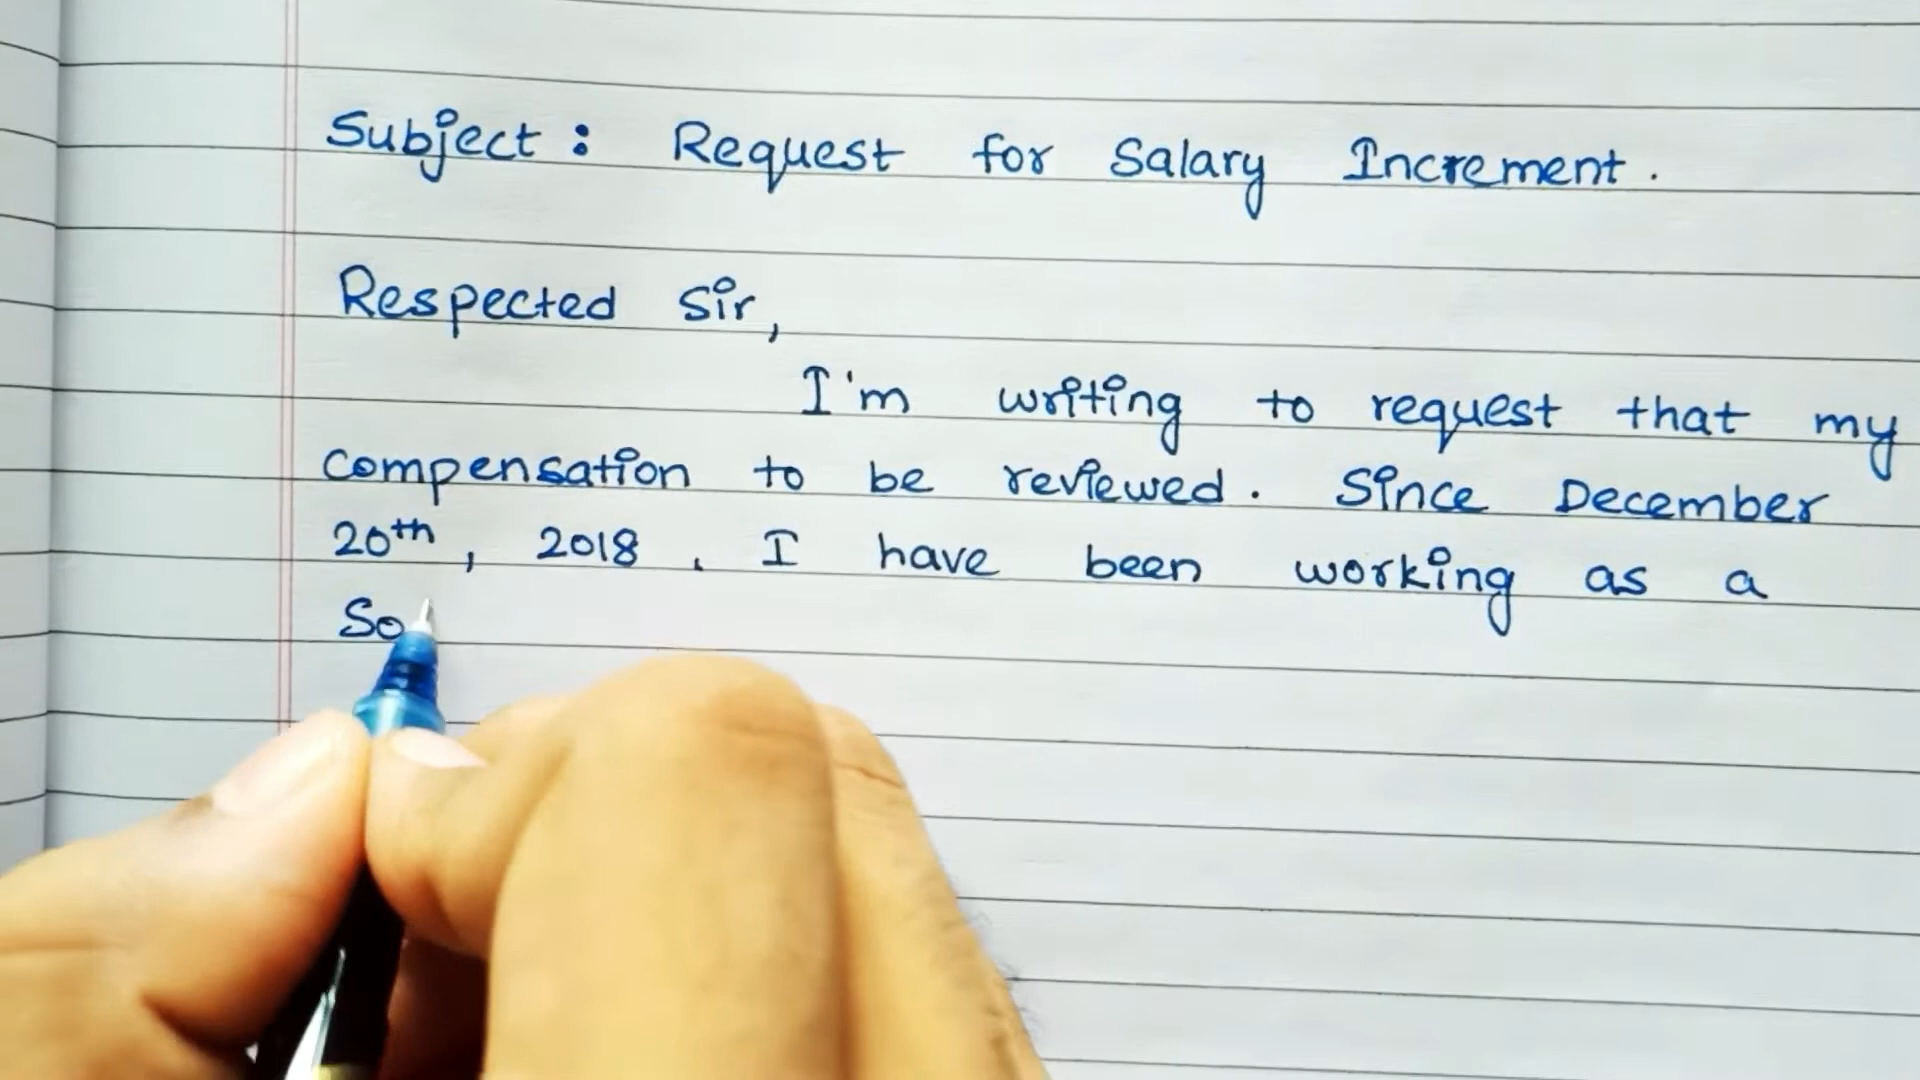 Subject : Request for Salary Increment .
Respected Sir,
I'm writing to request that my
compensation to be reviewed . Since December
20th , 2018 , I have been working as a
So